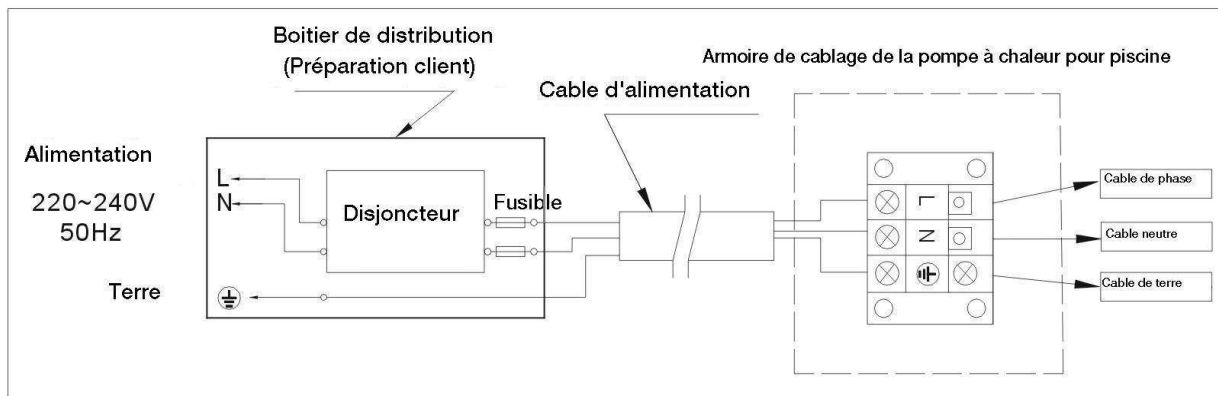 Boitier de distribution
(Préparation client)
Armoire de cablage de la pompe à chaleur pour piscine
Cable d'alimentation
Alimentation
220~240V
50Hz
L
N
Disjoncteur
Fusible
Terre
L
N
Cable de phase
Cable neutre
Cable de terre